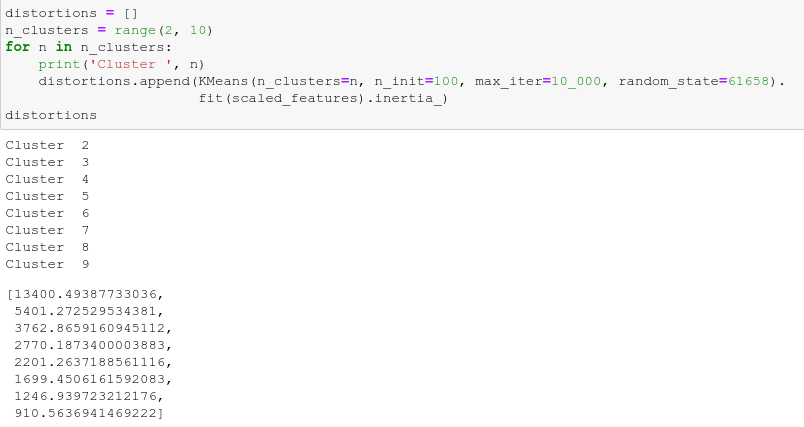 distortions = []
n_clusters = range(2, 10)
for n in n_clusters:
    print('Cluster ', n)
    distortions.append(KMeans(n_clusters=n, n_init=100, max_iter=10_000, random_state=61658).
                       fit(scaled_features).inertia_)
distortions
Cluster  2
Cluster  3
Cluster  4
Cluster  5
Cluster  6
Cluster  7
Cluster  8
Cluster  9
[13400.49387733036,
 5401.272529534381,
 3762.8659160945112,
 2770.1873400003883,
 2201.2637188561116,
 1699.4506161592083,
 1246.939723212176,
 910.5636941469222]